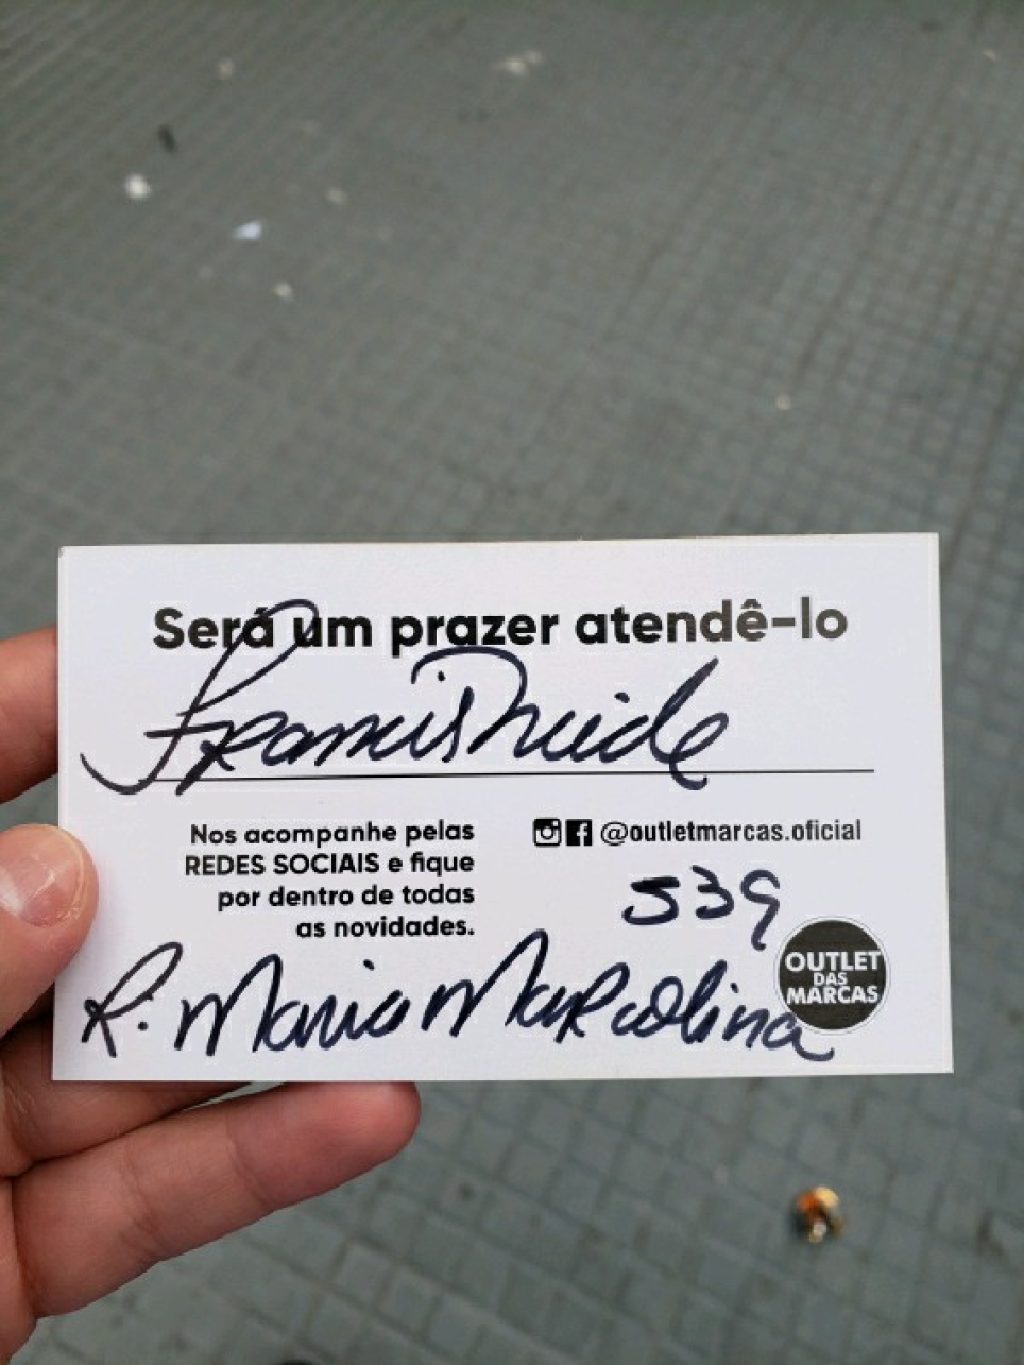 Será um prazer atendê-lo
Francisneide
Nos acompanhe pelas
REDES SOCIAIS e fique
por dentro de todas
as novidades.
@outletmarcas.oficial
539
OUTLET
DAS
MARCAS
R. Maria Marcolina